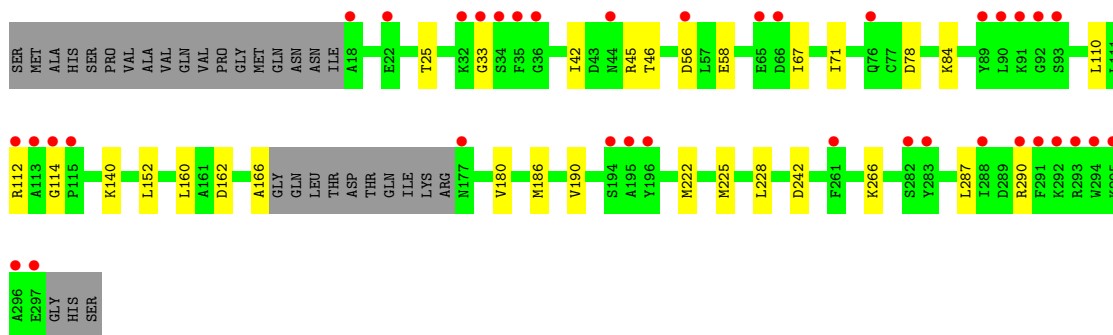 SER MET ALA HIS SER PRO VAL ALA VAL GLN VAL PRO GLY MET GLN ASN ASN ILE A18 E22 T25 K32 G33 S34 F35 G36 I42 D43 N44 R45 T46 D56 L57 E58 E65 D66 I67 I71 Q76 C77 D78 K84 Y89 L90 K91 G92 S93 L110 L111
R112 A113 G114 P115 K140 L152 L160 A161 D162 A166 GLY GLN LEU THR ASP THR GLN ILE LYS ARG N177 V180 M186 V190 S194 A195 Y196 M222 M225 L228 D242 F261 K266 S282 Y283 L287 I288 D289 R290 F291 K292 R293 W294
A296 E297 GLY HIS SER